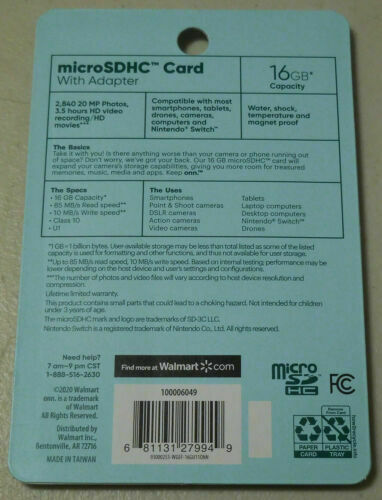 microSDHC™ Card
With Adapter
16GB*
Capacity
2,840 20 MP Photos,
3.5 hours HD video
recording/HD
movies***
Compatible with most
smartphones, tablets,
drones, cameras,
computers and
Nintendo® Switch™
Water, shock,
temperature and
magnet proof
The Basics
Take it with you! Is there anything worse than your camera or phone running out
of space? Don't worry, we've got your back. Our 16 GB microSDHC™ card will
expand your camera's storage capabilities, giving you more room for treasured
memories, music, media and apps. Keep onn.™
The Specs
• 16 GB Capacity*
• 85 MB/s Read speed**
• 10 MB/s Write speed**
• Class 10
• U1
The Uses
Smartphones
Point & Shoot cameras
DSLR cameras
Action cameras
Video cameras
Tablets
Laptop computers
Desktop computers
Nintendo® Switch™
Drones
*1 GB=1 billion bytes. User available storage may be less than total listed as some of the listed
capacity is used for formatting and other functions, and thus not available for user storage.
**Up to 85 MB/s read speed, 10 MB/s write speed. Based on internal testing; performance may be
lower depending on the host device and user's settings and configurations.
***The number of photos and video files will vary according to host device resolution and
compression.
Lifetime limited warranty.
This product contains small parts that could lead to a choking hazard. Not intended for children
under 3 years of age.
The microSDHC mark and logo are trademarks of SD-3C LLC.
Nintendo Switch is a registered trademark of Nintendo Co., Ltd. All rights reserved.
Need help?
7 am–9 pm CST
1-888-516-2630
©2020 Walmart
onn. is a trademark
of Walmart
All Rights Reserved.
Distributed by
Walmart Inc.,
Bentonville, AR 72716
MADE IN TAIWAN
Find more at Walmart.com
100006049
6 81131 27994 9
micro
SD
HC
FC
Remove From Card
PAPER
CARD
PLASTIC
TRAY
how2recycle.info